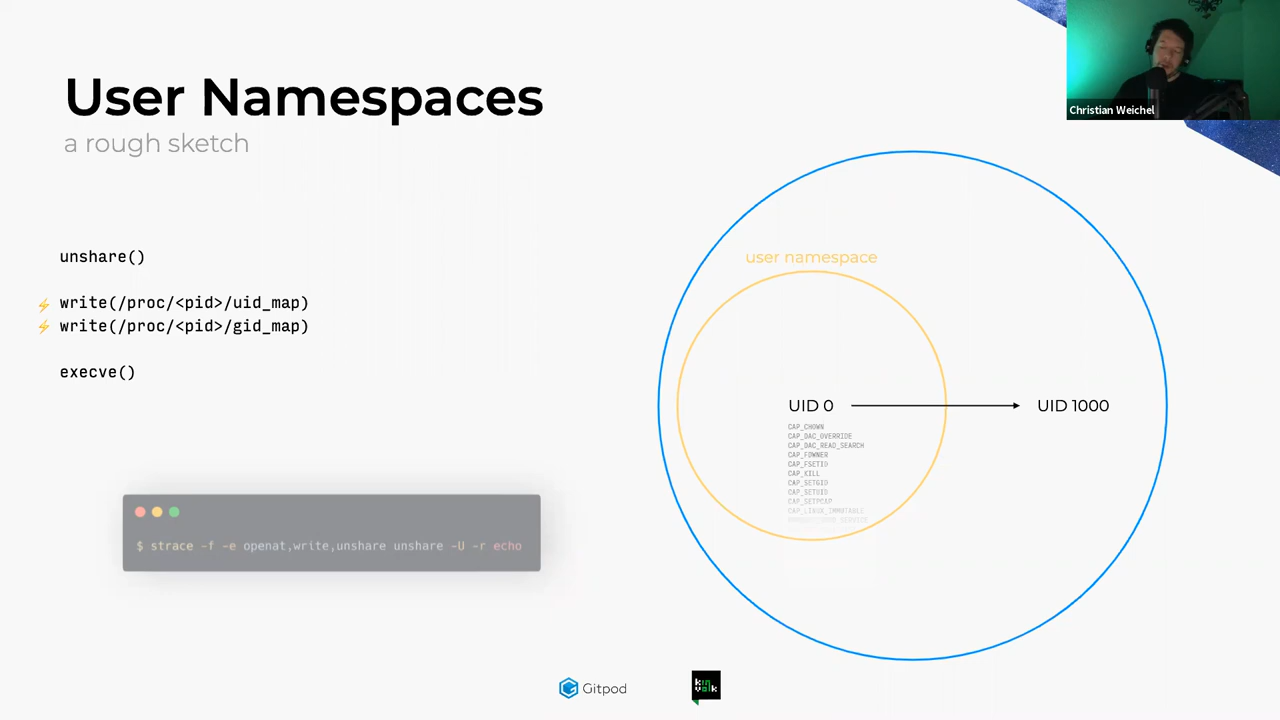 User Namespaces
a rough sketch
Christian Weichel
unshare()
⚡ write(/proc/<pid>/uid_map)
⚡ write(/proc/<pid>/gid_map)
execve()
$ strace -f -e openat,write,unshare unshare -U -r echo
user namespace
UID 0
UID 1000
CAP_CHOWN
CAP_DAC_OVERRIDE
CAP_DAC_READ_SEARCH
CAP_FOWNER
CAP_FSETID
CAP_KILL
CAP_SETGID
CAP_SETUID
CAP_SETPCAP
CAP_LINUX_IMMUTABLE
Gitpod
kinvolk